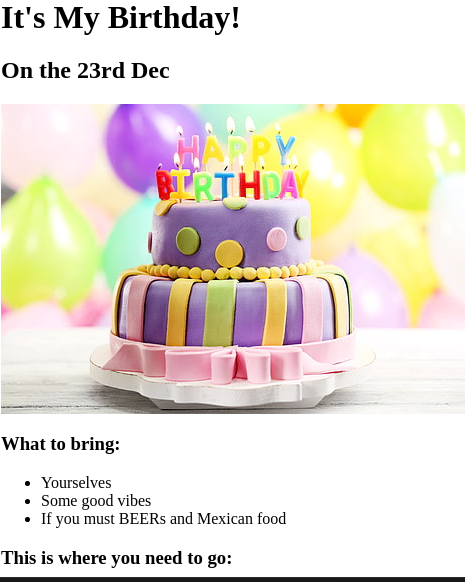 It's My Birthday!
On the 23rd Dec
HAPPY
BIRTHDAY
What to bring:
Yourselves
Some good vibes
If you must BEERs and Mexican food
This is where you need to go: